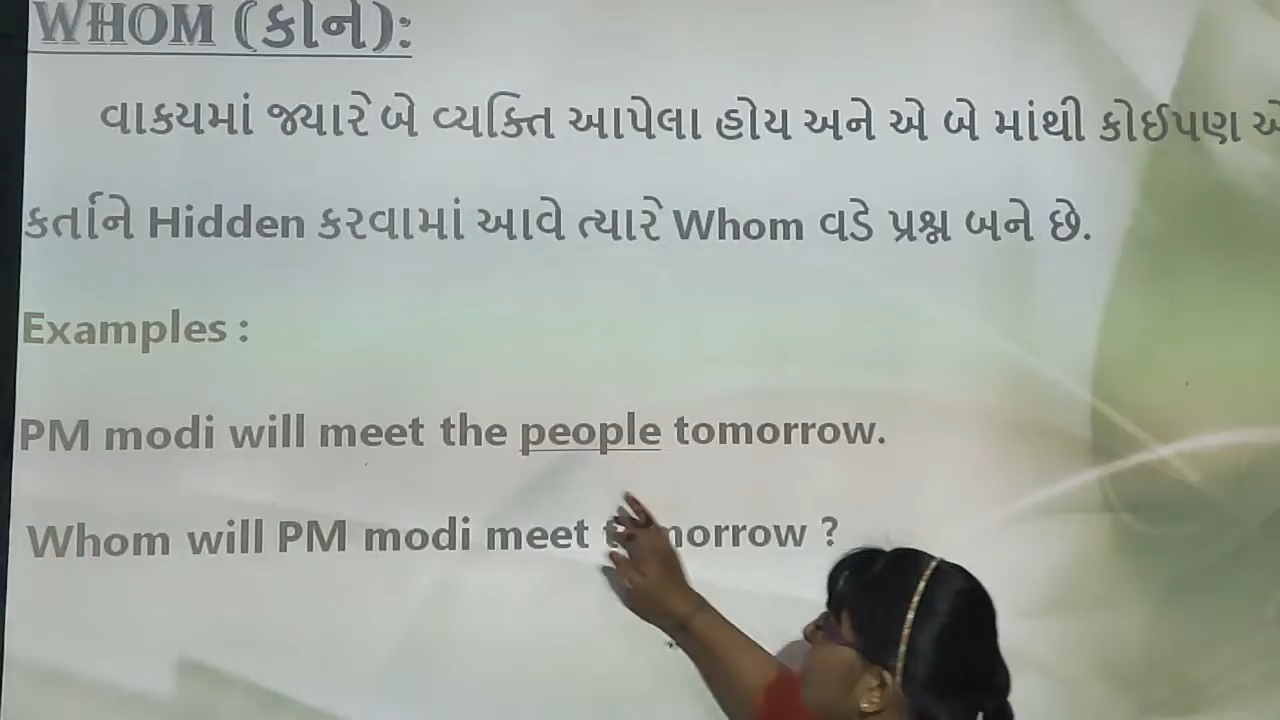 WHOM (કોને):
વાકયમાં જ્યારે બે વ્યક્તિ આપેલા હોય અને એ બે માંથી કોઈપણ
કર્તાને Hidden કરવામાં આવે ત્યારે Whom વડે પ્રશ્ન બને છે.
Examples :
PM modi will meet the people tomorrow.
Whom will PM modi meet tomorrow ?